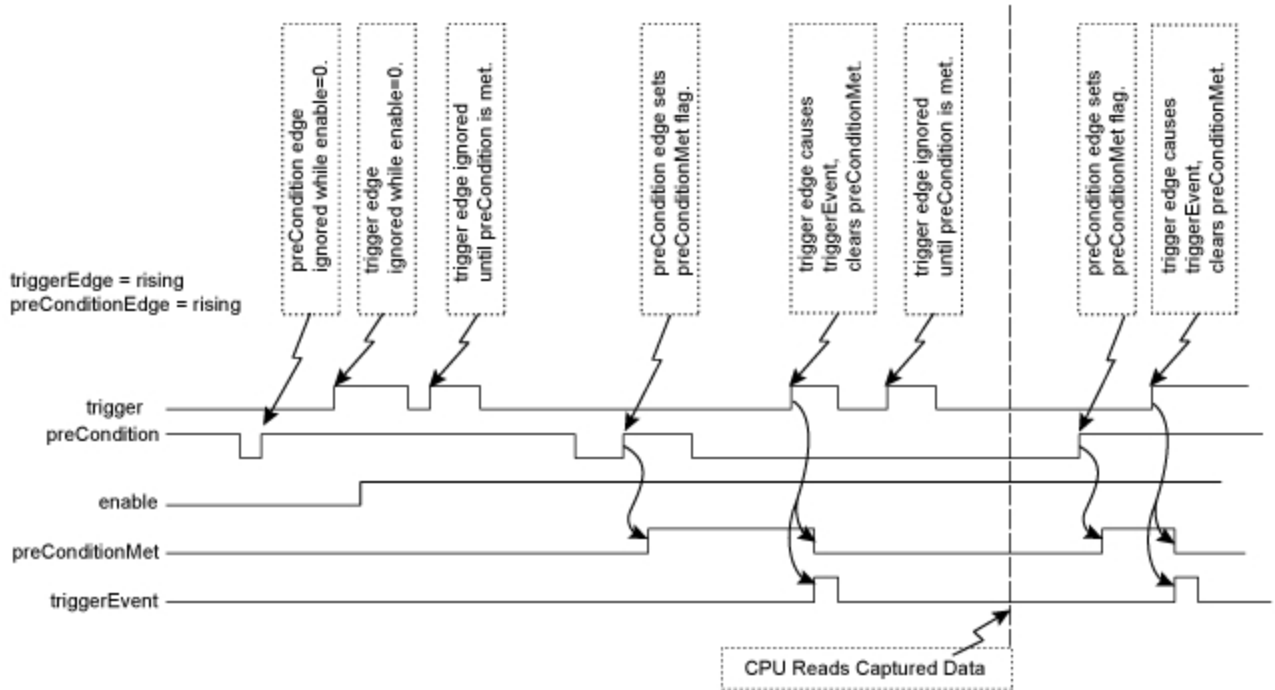 preCondition edge
ignored while enable=0.
trigger edge
ignored while enable=0.
trigger edge ignored
until preCondition is met.
preCondition edge sets
preConditionMet flag.
trigger edge causes
triggerEvent,
clears preConditionMet.
trigger edge ignored
until preCondition is met.
preCondition edge sets
preConditionMet flag.
trigger edge causes
triggerEvent,
clears preConditionMet.
triggerEdge = rising
preConditionEdge = rising
trigger
preCondition
enable
preConditionMet
triggerEvent
CPU Reads Captured Data